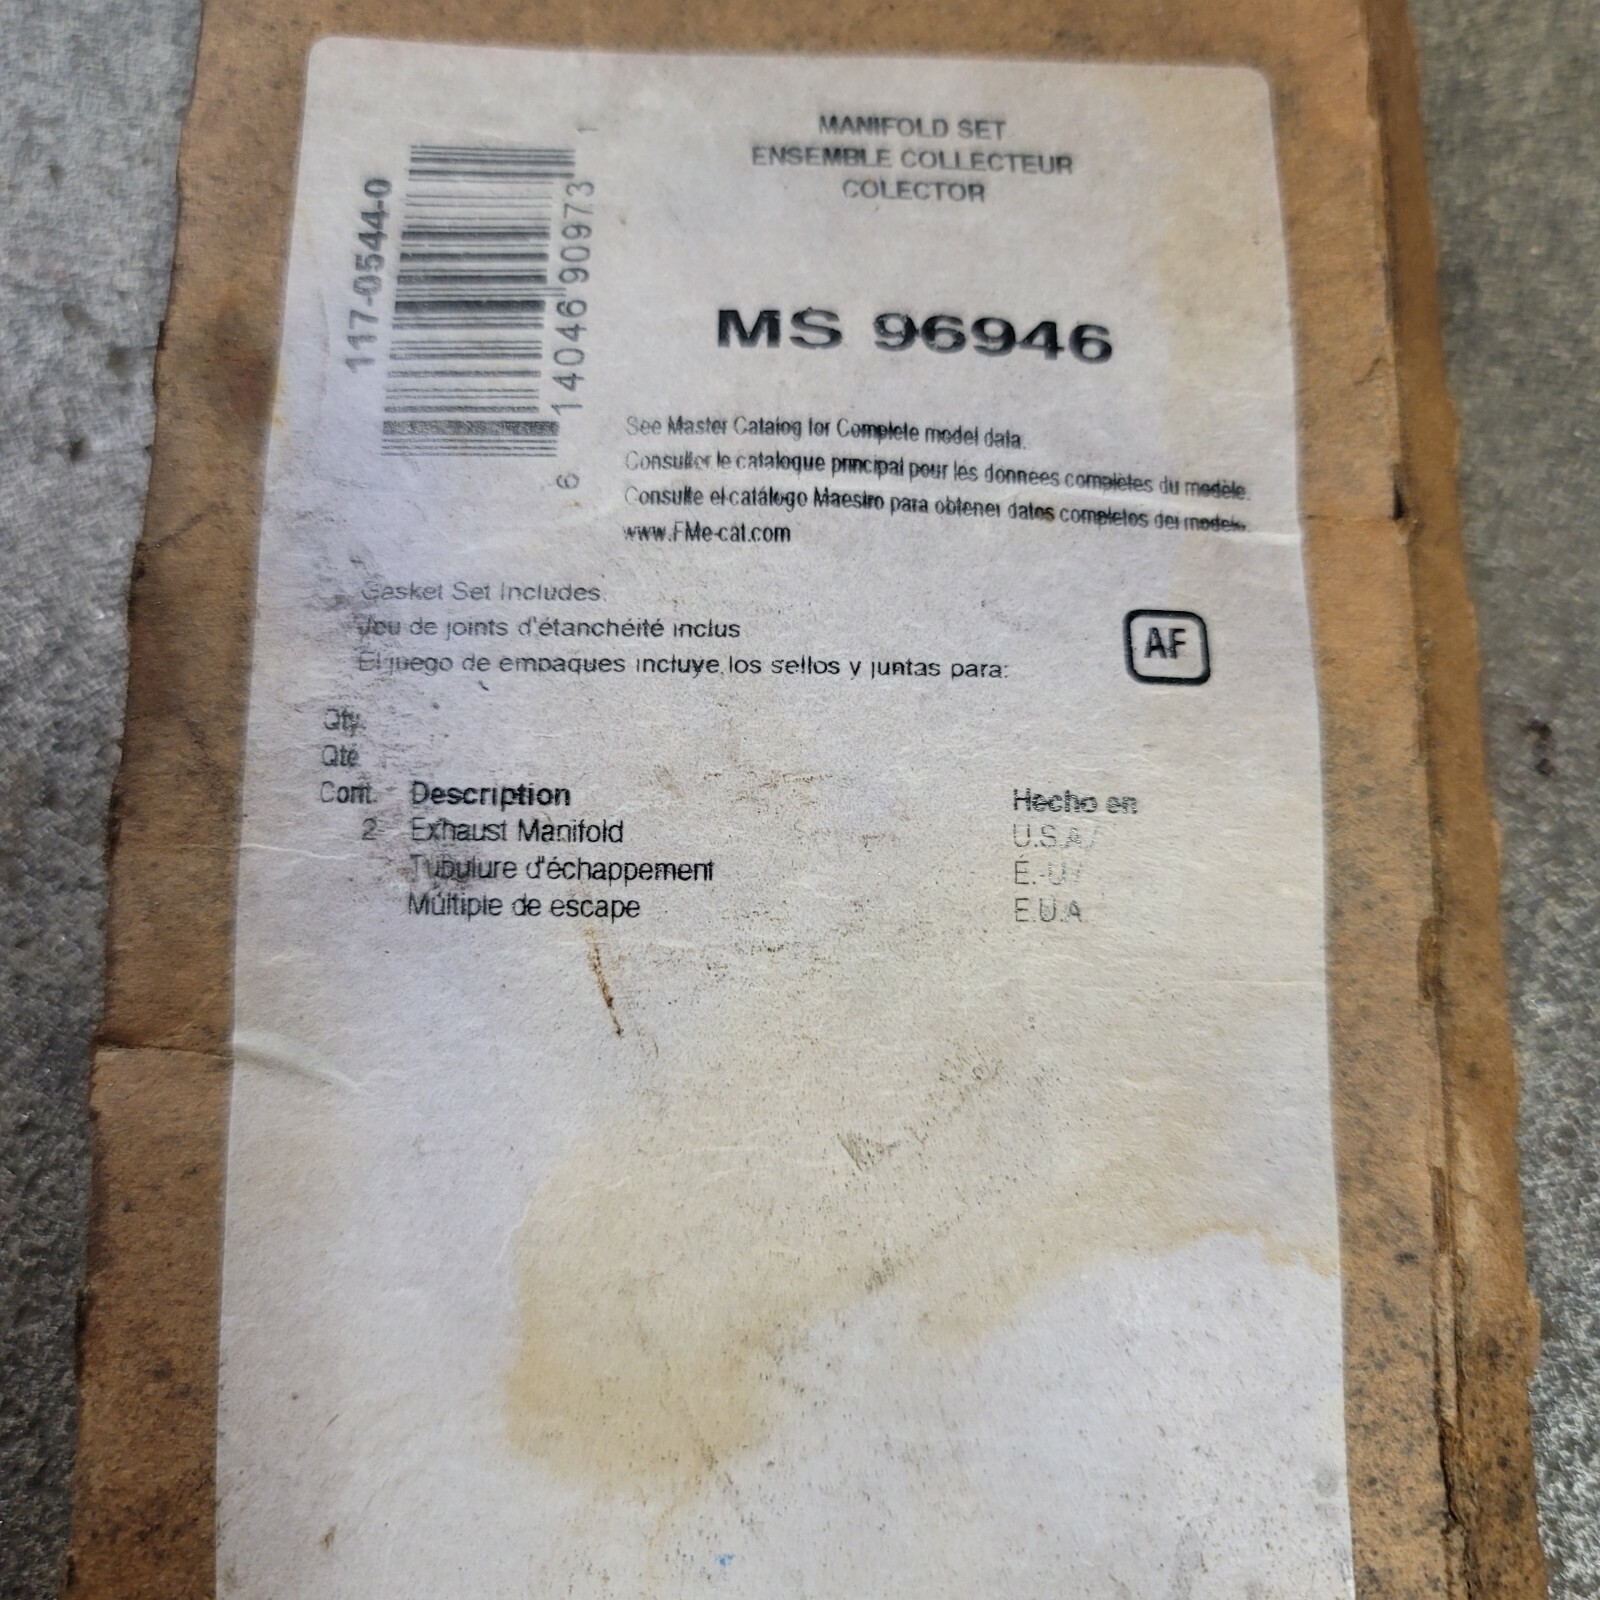 MANIFOLD SET
ENSEMBLE COLLECTEUR
COLECTOR
117-0544-0
6 14046 90973 1
MS 96946
See Master Catalog for Complete model data.
Consulter le catalogue principal pour les données complètes du modèle.
Consulte el catálogo Maestro para obtener datos completos del modelo.
www.FMe-cat.com
Gasket Set Includes:
Jeu de joints d'étanchéité inclus
El juego de empaques incluye los sellos y juntas para:
AF
Qty.
Qté
Cont. Description Hecho en
2 Exhaust Manifold U.S.A/
Tubulure d'échappement É.-U/
Múltiple de escape E.U.A.